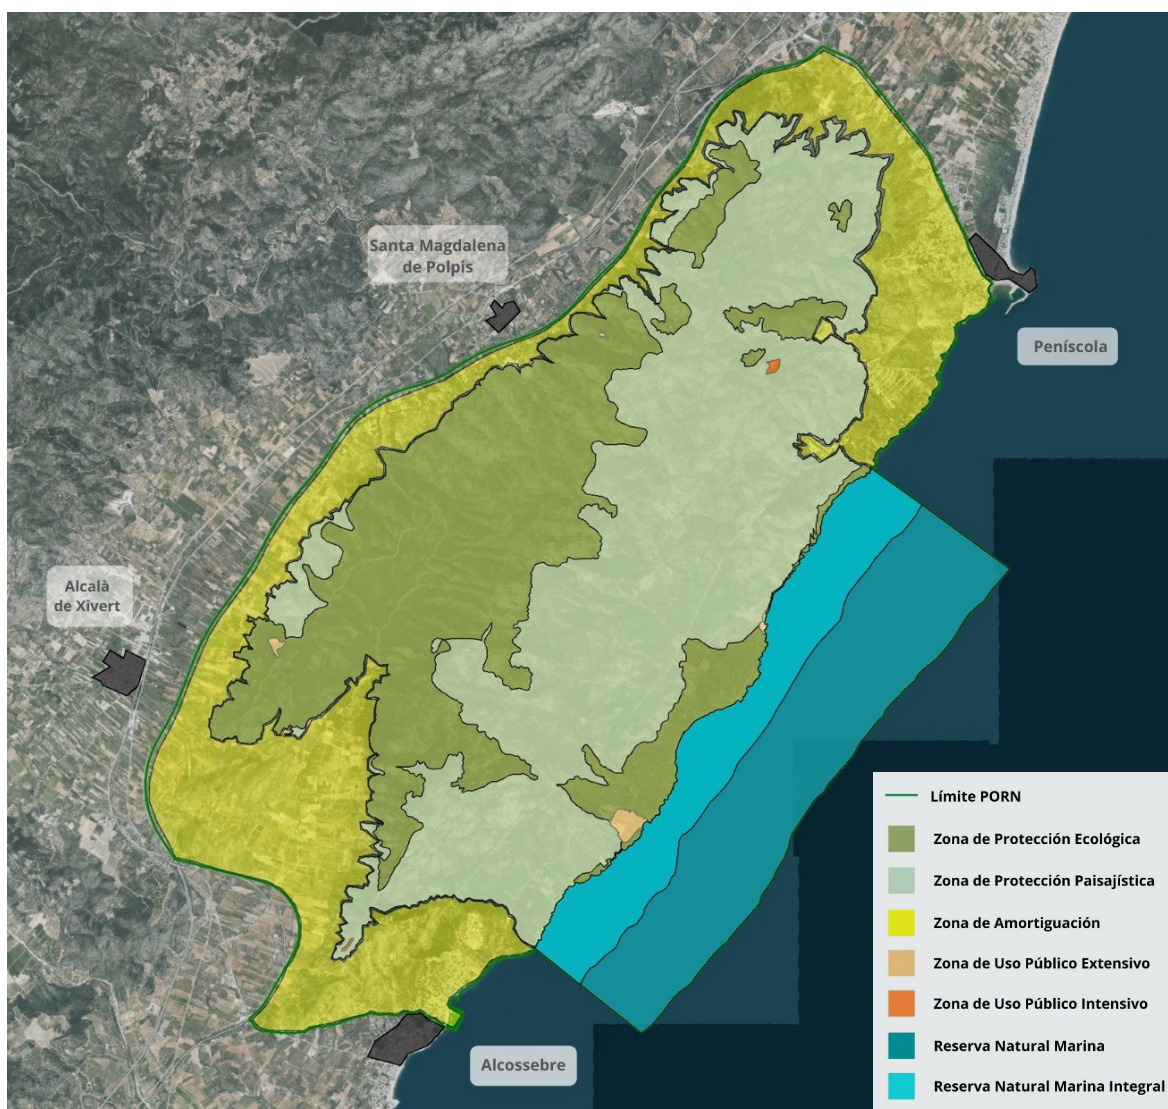 Santa Magdalena
de Polpis
Peníscola
Alcalà
de Xivert
Alcossebre
Límite PORN
Zona de Protección Ecológica
Zona de Protección Paisajística
Zona de Amortiguación
Zona de Uso Público Extensivo
Zona de Uso Público Intensivo
Reserva Natural Marina
Reserva Natural Marina Integral